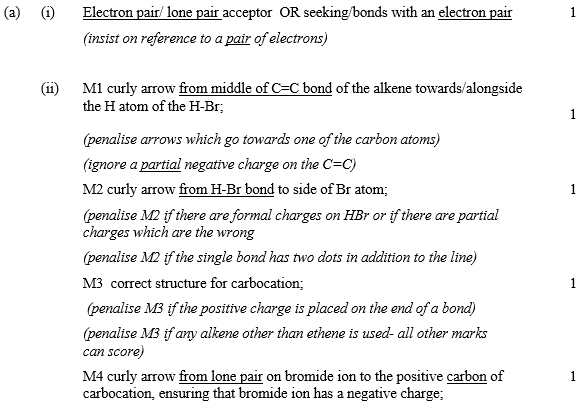 (a) (i) Electron pair/ lone pair acceptor OR seeking/bonds with an electron pair 1
(insist on reference to a pair of electrons)
(ii) M1 curly arrow from middle of C=C bond of the alkene towards/alongside
the H atom of the H-Br;
1
(penalise arrows which go towards one of the carbon atoms)
(ignore a partial negative charge on the C=C)
M2 curly arrow from H-Br bond to side of Br atom; 1
(penalise M2 if there are formal charges on HBr or if there are partial
charges which are the wrong
(penalise M2 if the single bond has two dots in addition to the line)
M3 correct structure for carbocation; 1
(penalise M3 if the positive charge is placed on the end of a bond)
(penalise M3 if any alkene other than ethene is used- all other marks
can score)
M4 curly arrow from lone pair on bromide ion to the positive carbon of 1
carbocation, ensuring that bromide ion has a negative charge;